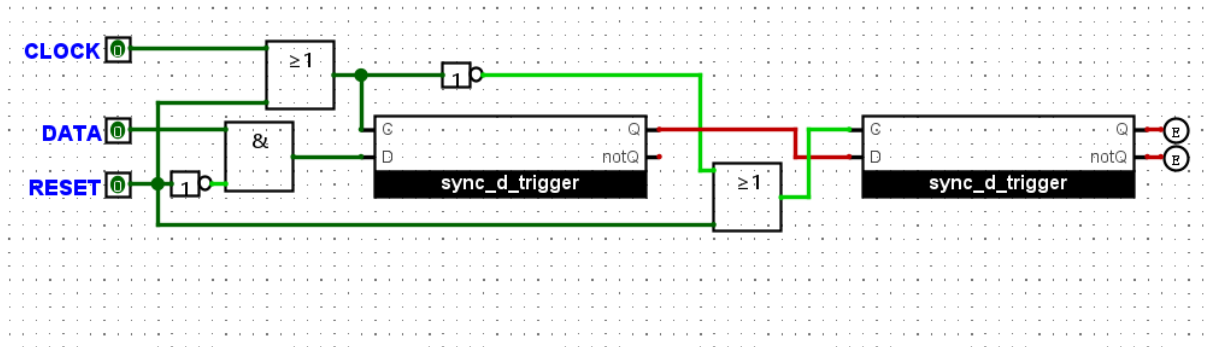 CLOCK 0
≥1
1
DATA 0
&
C Q
D notQ
sync_d_trigger
RESET 0
1
≥1
C Q
D notQ
sync_d_trigger
E
E